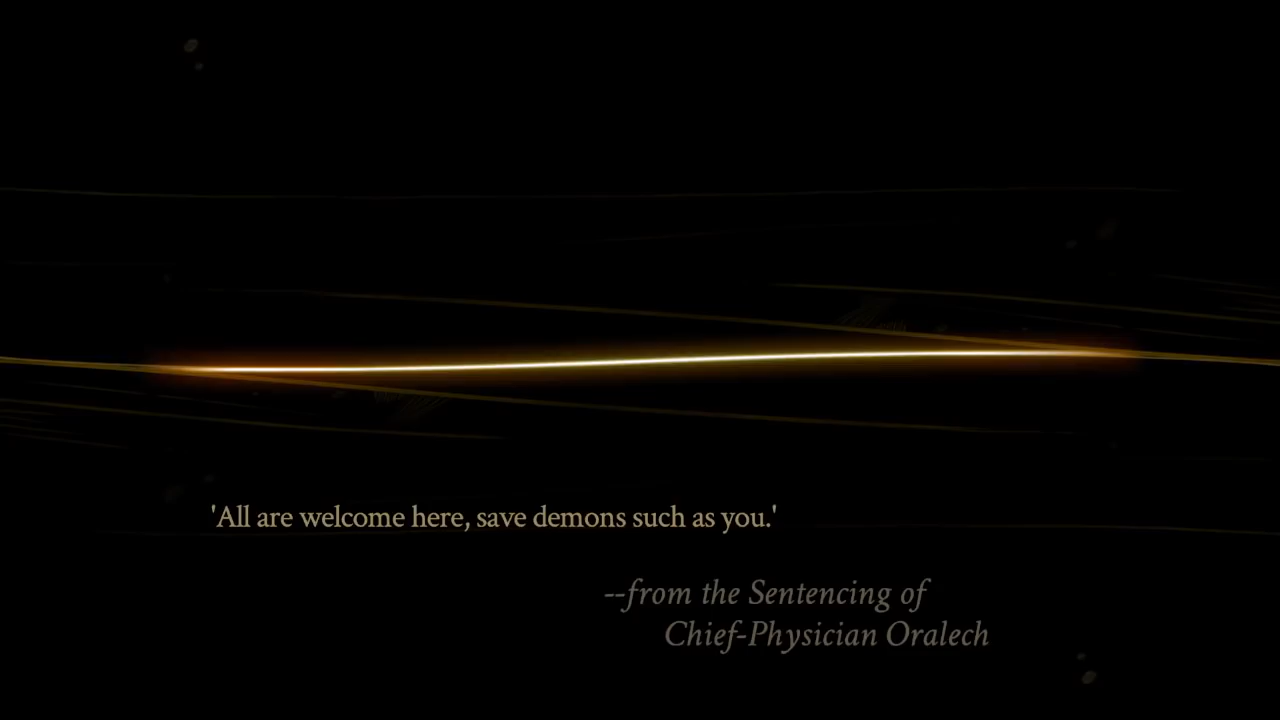 'All are welcome here, save demons such as you.'
--from the Sentencing of
Chief-Physician Oralech